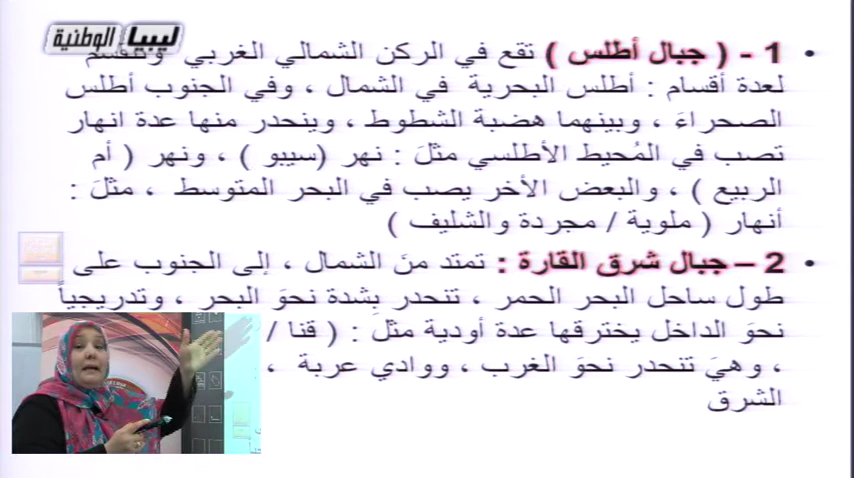 ليبيا الوطنية
• 1 - ( جبال أطلس ) تقع في الركن الشمالي الغربي وتنقسم
لعدة أقسام : أطلس البحرية في الشمال ، وفي الجنوب أطلس
الصحراءَ ، وبينهما هضبة الشطوط ، وينحدر منها عدة انهار
تصب في المُحيط الأطلسي مثلَ : نهر (سيبو ) ، ونهر ( أم
الربيع ) ، والبعض الأخر يصب في البحر المتوسط ، مثلَ :
أنهار ( ملوية / مجردة والشليف )
• 2 – جبال شرق القارة : تمتد منَ الشمال ، إلى الجنوب على
طول ساحل البحر الحمر ، تنحدر بِشدة نحوَ البحر ، وتدريجياً
نحوَ الداخل يخترقها عدة أودية مثلَ : ( قنا /
، وهيَ تنحدر نحوَ الغرب ، ووادي عربة ،
الشرق